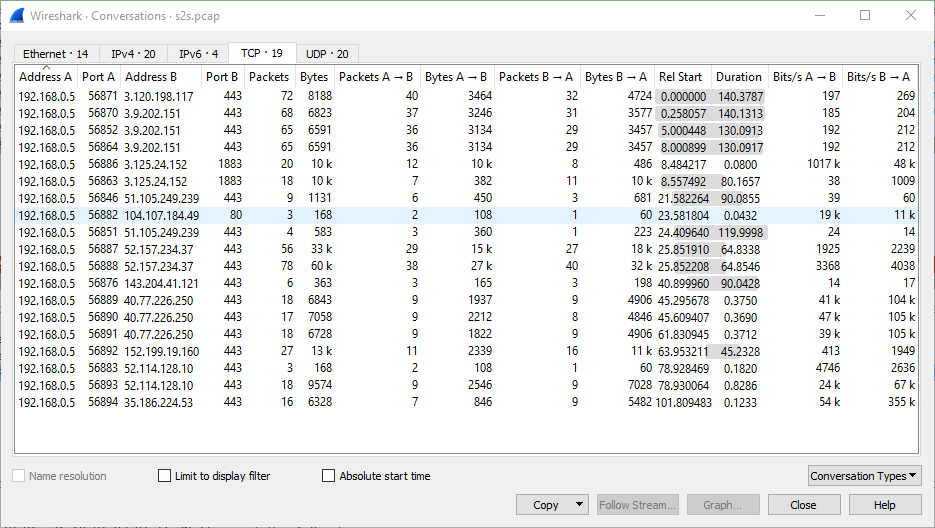 Wireshark · Conversations · s2s.pcap
Ethernet · 14 IPv4 · 20 IPv6 · 4 TCP · 19 UDP · 20
Address A Port A Address B Port B Packets Bytes Packets A → B Bytes A → B Packets B → A Bytes B → A Rel Start Duration Bits/s A → B Bits/s B → A
192.168.0.5 56871 3.120.198.117 443 72 8188 40 3464 32 4724 0.000000 140.3787 197 269
192.168.0.5 56870 3.9.202.151 443 68 6823 37 3246 31 3577 0.258057 140.1313 185 204
192.168.0.5 56852 3.9.202.151 443 65 6591 36 3134 29 3457 5.000448 130.0913 192 212
192.168.0.5 56864 3.9.202.151 443 65 6591 36 3134 29 3457 8.000899 130.0917 192 212
192.168.0.5 56886 3.125.24.152 1883 20 10 k 12 10 k 8 486 8.484217 0.0800 1017 k 48 k
192.168.0.5 56863 3.125.24.152 1883 18 10 k 7 382 11 10 k 8.557492 80.1657 38 1009
192.168.0.5 56846 51.105.249.239 443 9 1131 6 450 3 681 21.582264 90.0855 39 60
192.168.0.5 56882 104.107.184.49 80 3 168 2 108 1 60 23.581804 0.0432 19 k 11 k
192.168.0.5 56851 51.105.249.239 443 4 583 3 360 1 223 24.409640 119.9998 24 14
192.168.0.5 56887 52.157.234.37 443 56 33 k 29 15 k 27 18 k 25.851910 64.8338 1925 2239
192.168.0.5 56888 52.157.234.37 443 78 60 k 38 27 k 40 32 k 25.852208 64.8546 3368 4038
192.168.0.5 56876 143.204.41.121 443 6 363 3 165 3 198 40.899960 90.0428 14 17
192.168.0.5 56889 40.77.226.250 443 18 6843 9 1937 9 4906 45.295678 0.3750 41 k 104 k
192.168.0.5 56890 40.77.226.250 443 17 7058 9 2212 8 4846 45.609407 0.3690 47 k 105 k
192.168.0.5 56891 40.77.226.250 443 18 6728 9 1822 9 4906 61.830945 0.3712 39 k 105 k
192.168.0.5 56892 152.199.19.160 443 27 13 k 11 2339 16 11 k 63.953211 45.2328 413 1949
192.168.0.5 56883 52.114.128.10 443 3 168 2 108 1 60 78.928469 0.1820 4746 2636
192.168.0.5 56893 52.114.128.10 443 18 9574 9 2546 9 7028 78.930064 0.8286 24 k 67 k
192.168.0.5 56894 35.186.224.53 443 16 6328 7 846 9 5482 101.809483 0.1233 54 k 355 k
Name resolution Limit to display filter Absolute start time Conversation Types
Copy Follow Stream... Graph... Close Help